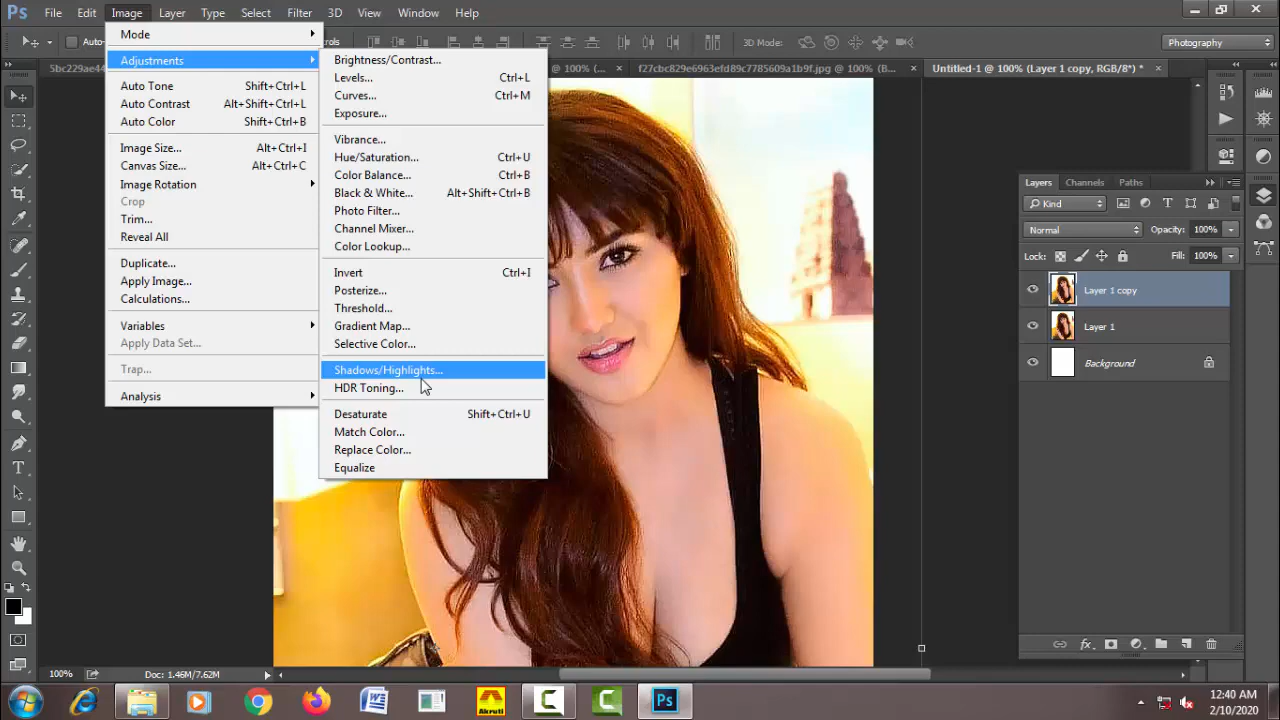 Ps File Edit Image Layer Type Select Filter 3D View Window Help
Auto-
3D Mode:
Photography
5bc229ae44
@ 100% (...
f27cbc829e6963efd89c7785609a1b9f.jpg @ 100% (B...
Untitled-1 @ 100% (Layer 1 copy, RGB/8*) *
Mode
Adjustments
Auto Tone Shift+Ctrl+L
Auto Contrast Alt+Shift+Ctrl+L
Auto Color Shift+Ctrl+B
Image Size... Alt+Ctrl+I
Canvas Size... Alt+Ctrl+C
Image Rotation
Crop
Trim...
Reveal All
Duplicate...
Apply Image...
Calculations...
Variables
Apply Data Set...
Trap...
Analysis
Brightness/Contrast...
Levels... Ctrl+L
Curves... Ctrl+M
Exposure...
Vibrance...
Hue/Saturation... Ctrl+U
Color Balance... Ctrl+B
Black & White... Alt+Shift+Ctrl+B
Photo Filter...
Channel Mixer...
Color Lookup...
Invert Ctrl+I
Posterize...
Threshold...
Gradient Map...
Selective Color...
Shadows/Highlights...
HDR Toning...
Desaturate Shift+Ctrl+U
Match Color...
Replace Color...
Equalize
Layers Channels Paths
Kind
Normal Opacity: 100%
Lock: Fill: 100%
Layer 1 copy
Layer 1
Background
100% Doc: 1.46M/7.62M
W Akruti C C Ps
12:40 AM
2/10/2020